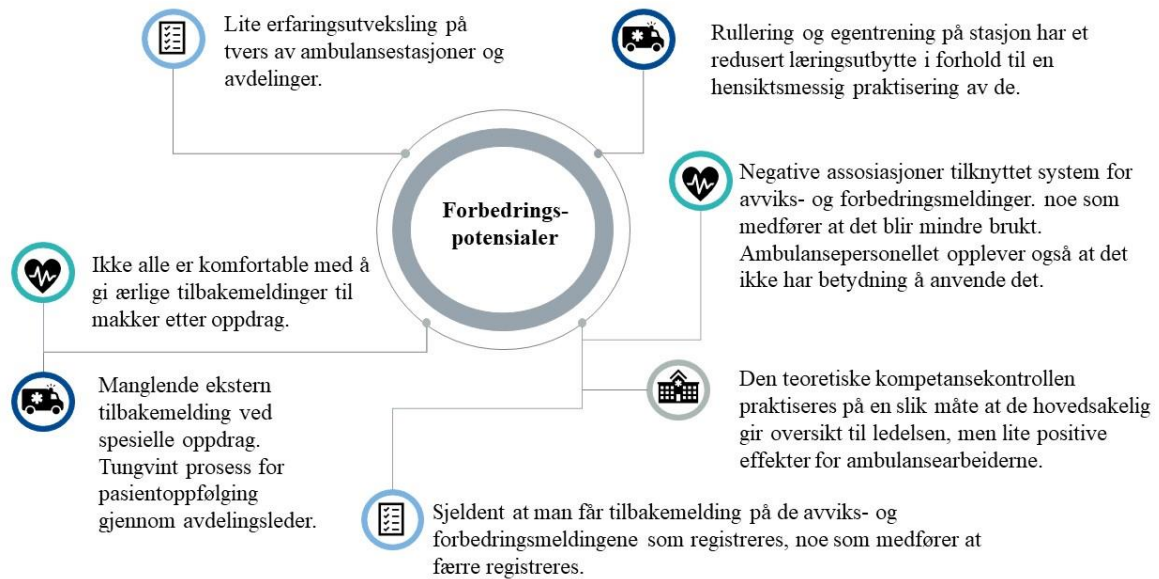 Lite erfaringsutveksling på
tvers av ambulansestasjoner og
avdelinger.
Rullering og egentrening på stasjon har et
redusert læringsutbytte i forhold til en
hensiktsmessig praktisering av de.
Forbedrings-
potensialer
Negative assosiasjoner tilknyttet system for
avviks- og forbedringsmeldinger. noe som
medfører at det blir mindre brukt.
Ambulansepersonellet opplever også at det
ikke har betydning å anvende det.
Ikke alle er komfortable med å
gi ærlige tilbakemeldinger til
makker etter oppdrag.
Manglende ekstern
tilbakemelding ved
spesielle oppdrag.
Tungvint prosess for
pasientoppfølging
gjennom avdelingsleder.
Den teoretiske kompetansekontrollen
praktiseres på en slik måte at de hovedsakelig
gir oversikt til ledelsen, men lite positive
effekter for ambulansearbeiderne.
Sjeldent at man får tilbakemelding på de avviks- og
forbedringsmeldingene som registreres, noe som medfører at
færre registreres.